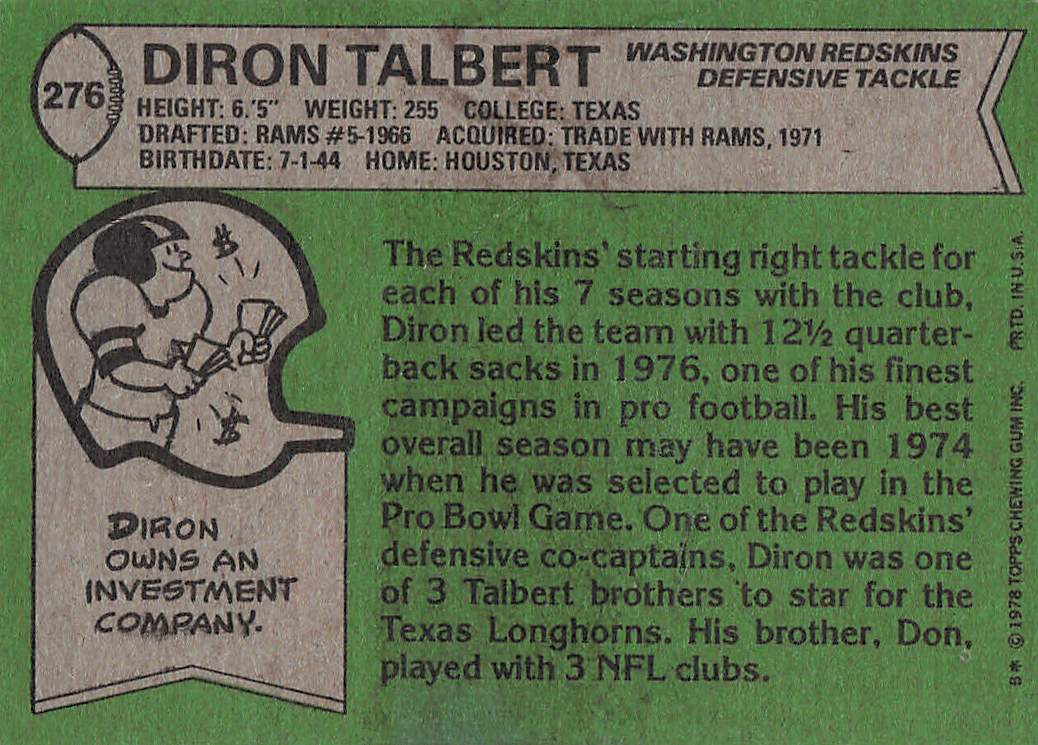 276
DIRON TALBERT
WASHINGTON REDSKINS
DEFENSIVE TACKLE
HEIGHT: 6.'5" WEIGHT: 255 COLLEGE: TEXAS
DRAFTED: RAMS #5-1966 ACQUIRED: TRADE WITH RAMS, 1971
BIRTHDATE: 7-1-44 HOME: HOUSTON, TEXAS
$
$
DIRON
OWNS AN
INVESTMENT
COMPANY.
The Redskins' starting right tackle for
each of his 7 seasons with the club,
Diron led the team with 12½ quarter-
back sacks in 1976, one of his finest
campaigns in pro football. His best
overall season may have been 1974
when he was selected to play in the
Pro Bowl Game. One of the Redskins'
defensive co-captains, Diron was one
of 3 Talbert brothers to star for the
Texas Longhorns. His brother, Don,
played with 3 NFL clubs.
B* © 1978 TOPPS CHEWING GUM INC. PRTD. IN U.S.A.